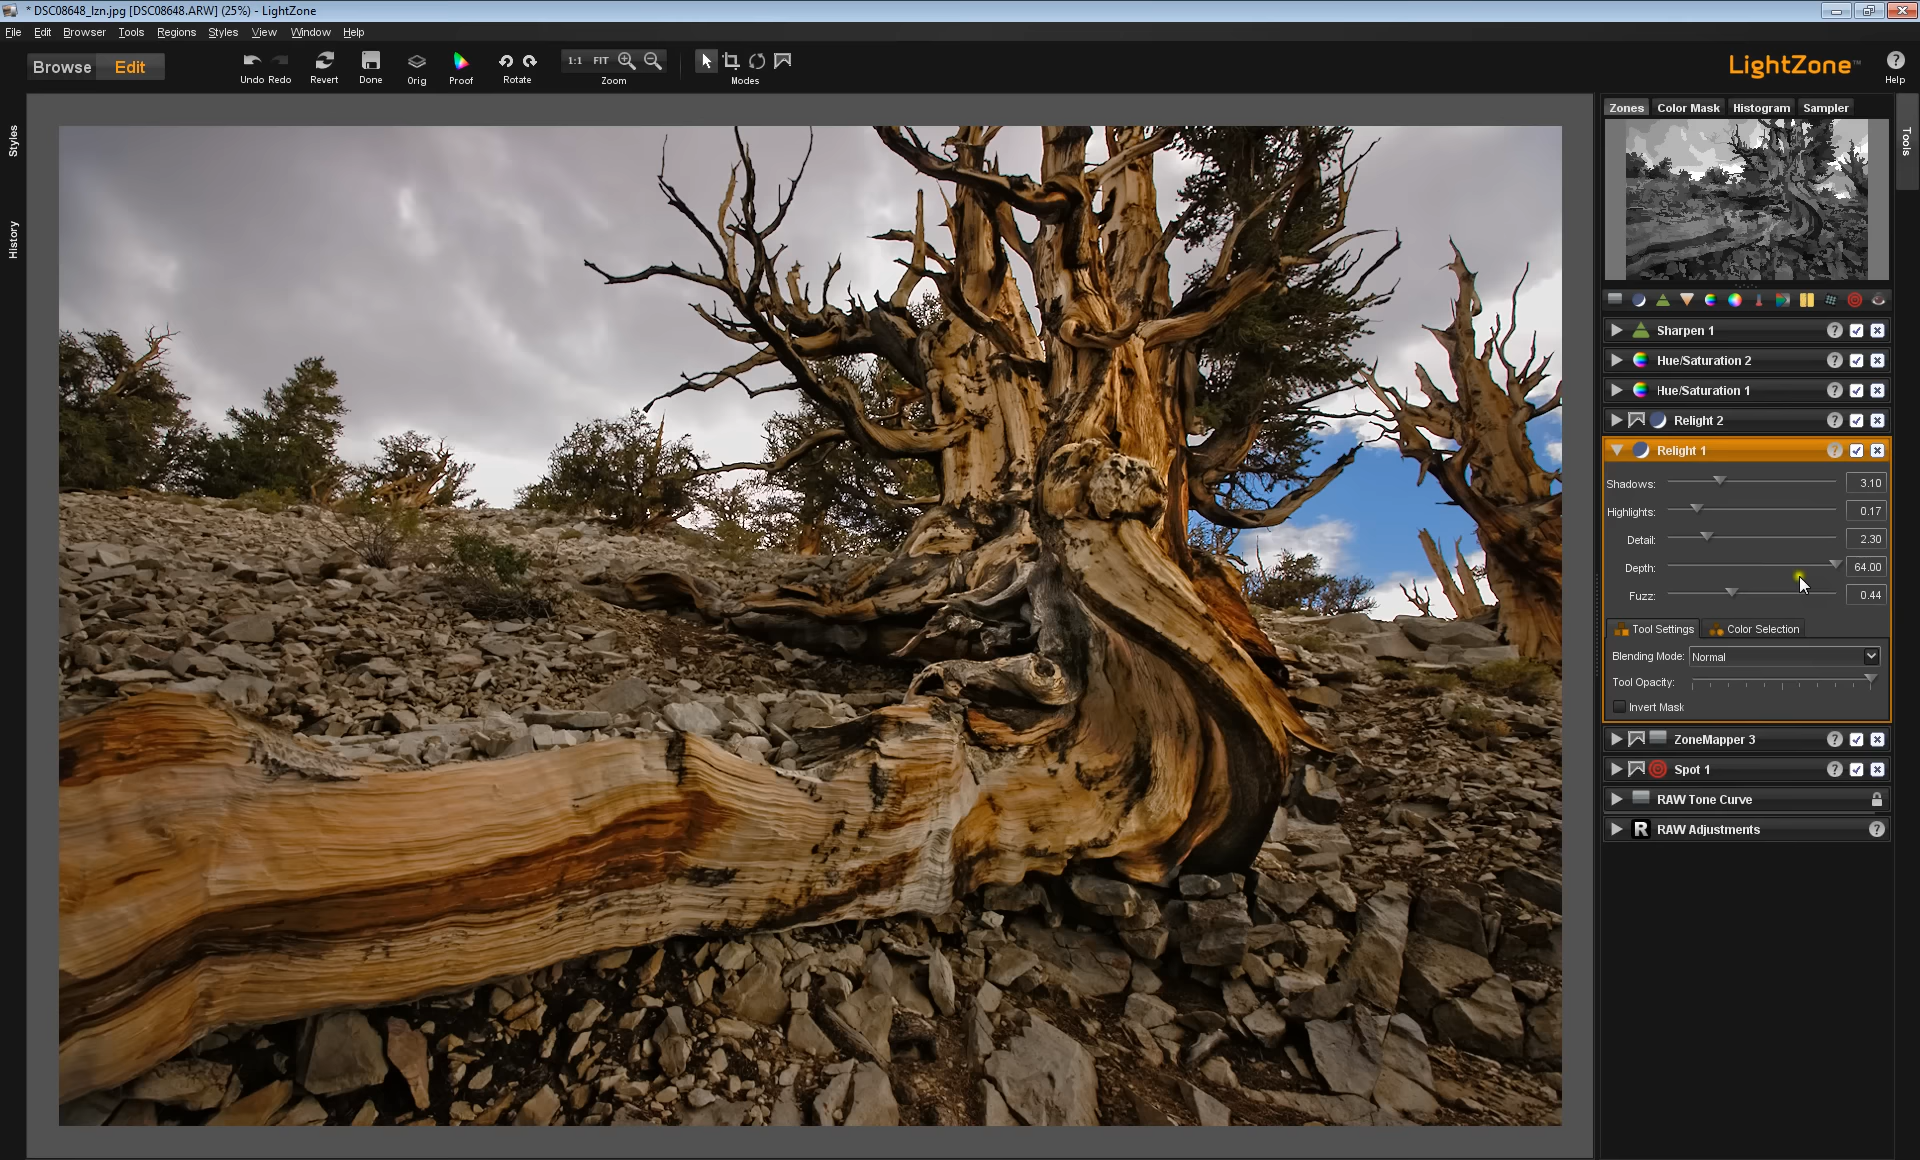 * DSC08648_lzn.jpg [DSC08648.ARW] (25%) - LightZone
File Edit Browser Tools Regions Styles View Window Help
Browse Edit
Undo Redo Revert Done Orig Proof Rotate
1:1 FIT
Zoom
Modes
LightZone™
Help
Styles
History
Tools
Zones Color Mask Histogram Sampler
Sharpen 1 ?
Hue/Saturation 2 ?
Hue/Saturation 1 ?
Relight 2 ?
Relight 1 ?
Shadows: 3.10
Highlights: 0.17
Detail: 2.30
Depth: 64.00
Fuzz: 0.44
Tool Settings Color Selection
Blending Mode: Normal
Tool Opacity:
Invert Mask
ZoneMapper 3 ?
Spot 1 ?
RAW Tone Curve
R RAW Adjustments ?